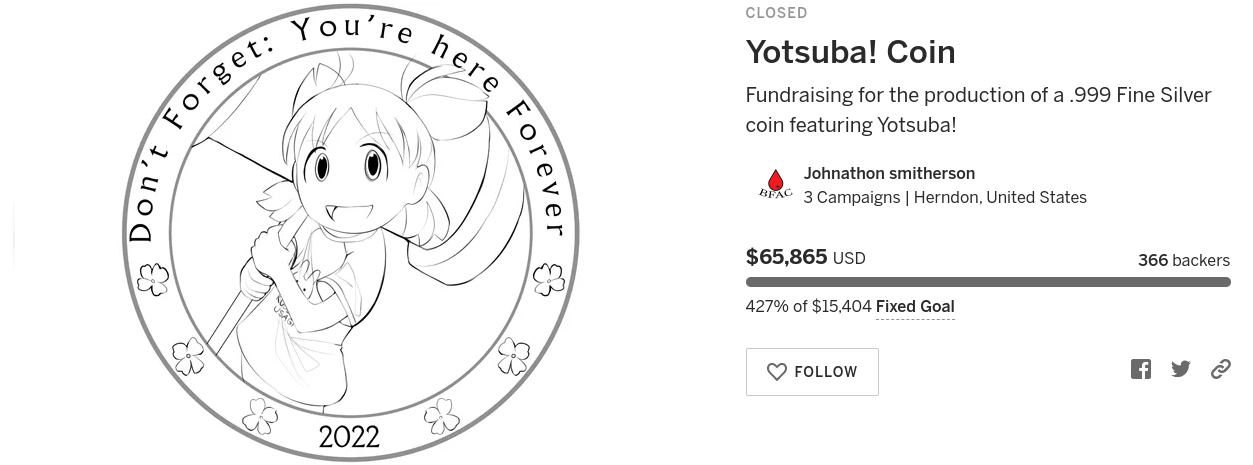 Don't Forget: You're here Forever
USAGI
2022
CLOSED
Yotsuba! Coin
Fundraising for the production of a .999 Fine Silver
coin featuring Yotsuba!
BFAC
Johnathon smitherson
3 Campaigns | Herndon, United States
$65,865 USD
366 backers
427% of $15,404 Fixed Goal
FOLLOW